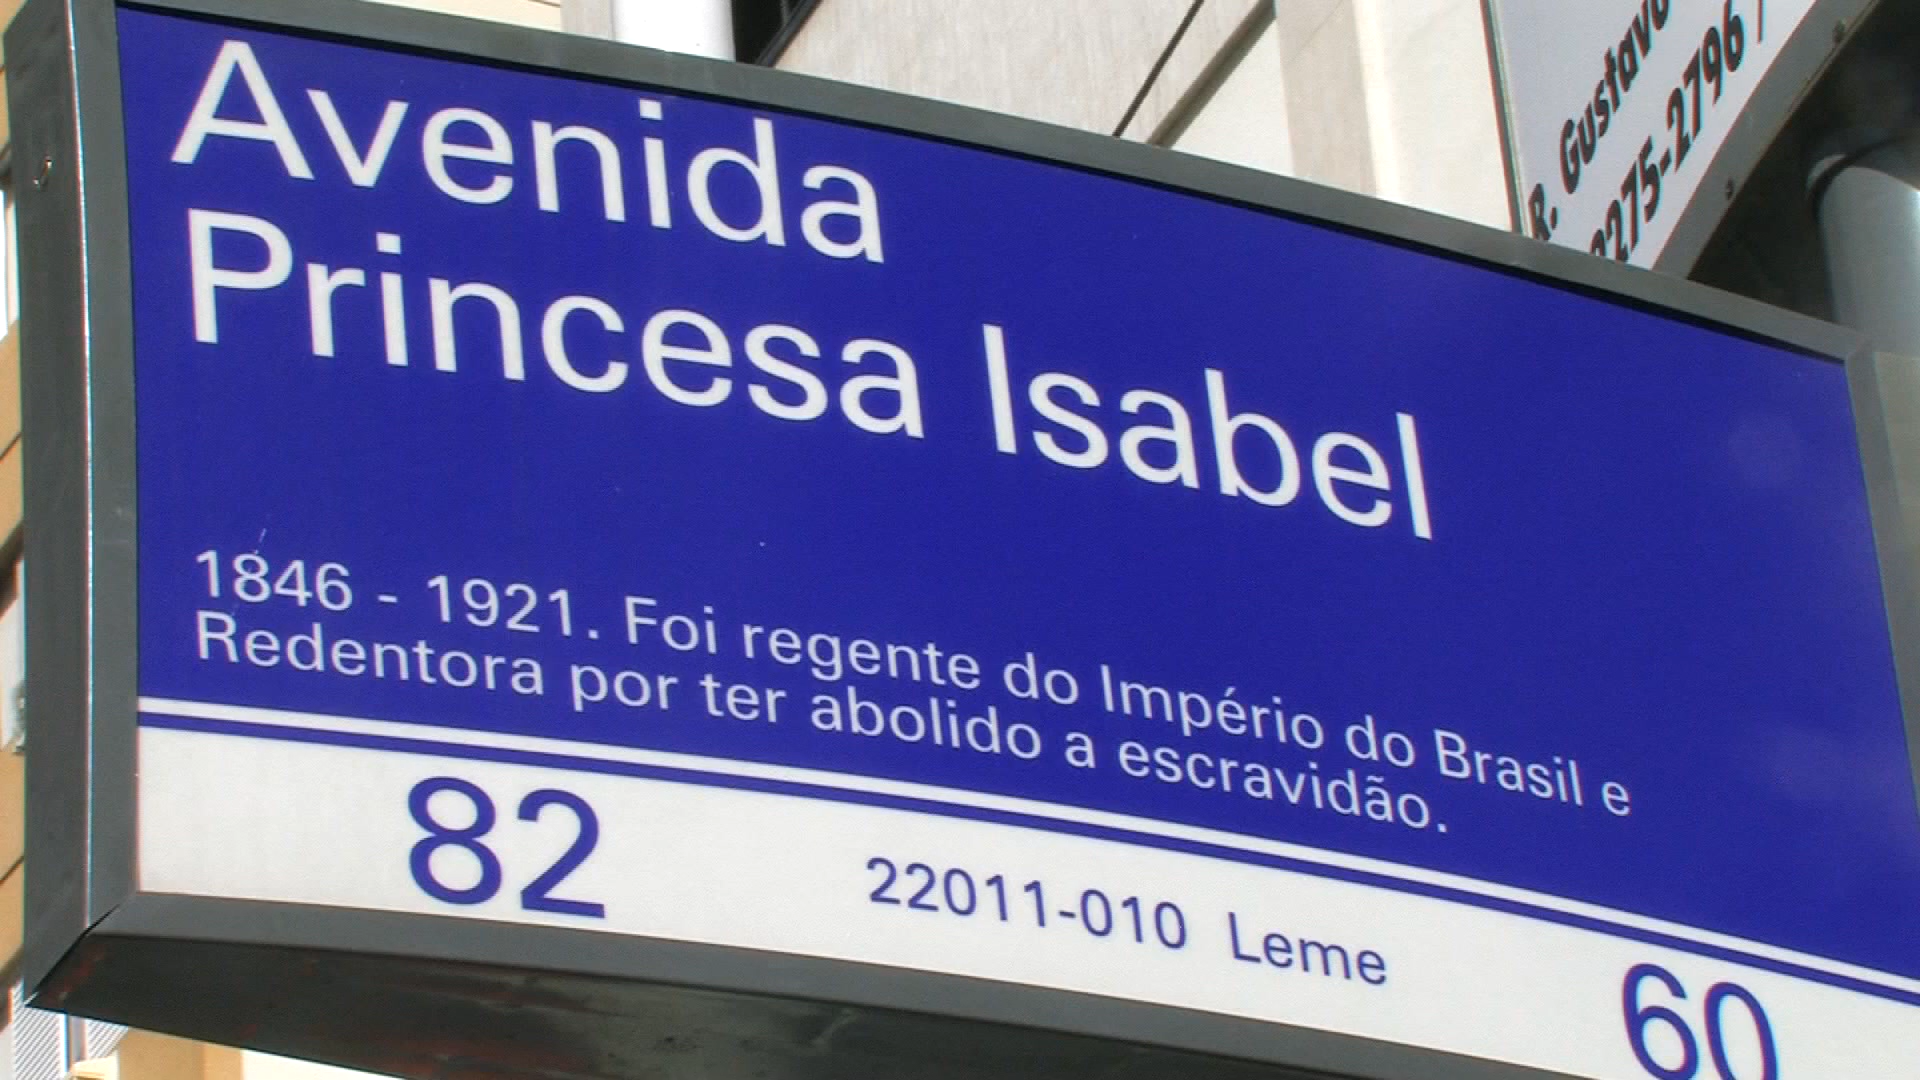 Avenida
Princesa Isabel
1846 - 1921. Foi regente do Império do Brasil e
Redentora por ter abolido a escravidão.
82
22011-010 Leme
60
R. Gustavo
2275-2796 /